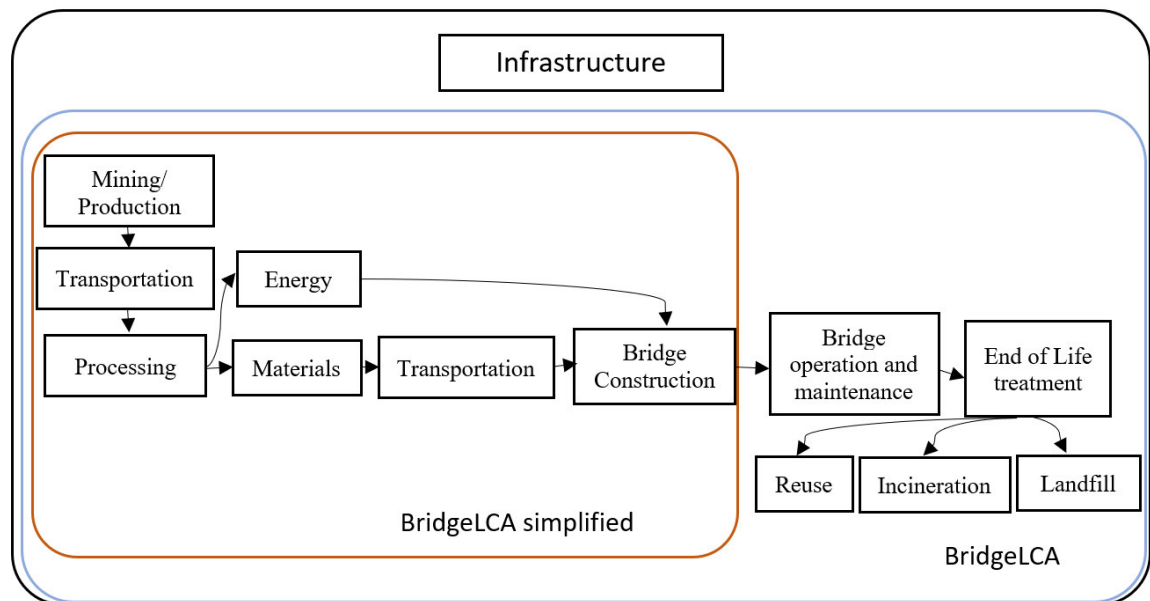 Infrastructure
Mining/
Production
Transportation
Energy
Processing
Materials
Transportation
Bridge
Construction
Bridge
operation and
maintenance
End of Life
treatment
Reuse
Incineration
Landfill
BridgeLCA simplified
BridgeLCA